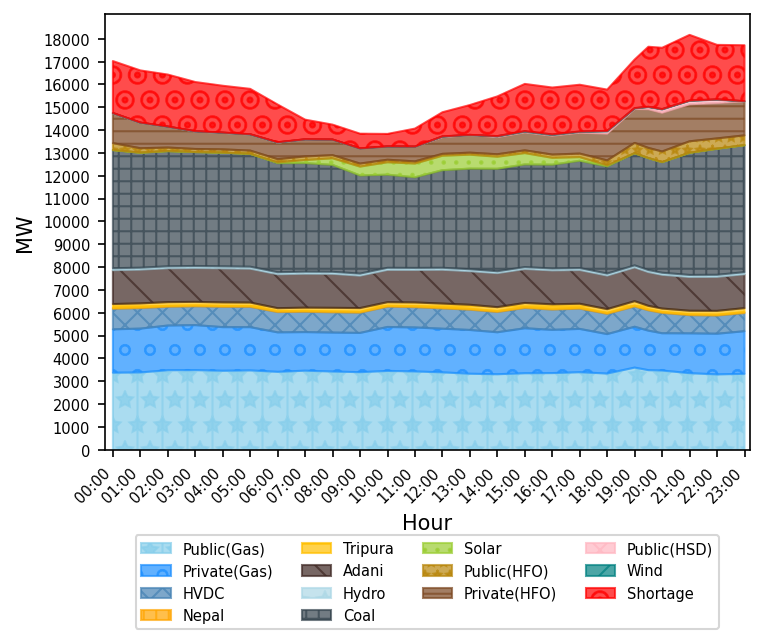 MW
18000
17000
16000
15000
14000
13000
12000
11000
10000
9000
8000
7000
6000
5000
4000
3000
2000
1000
0
00:00 01:00 02:00 03:00 04:00 05:00 06:00 07:00 08:00 09:00 10:00 11:00 12:00 13:00 14:00 15:00 16:00 17:00 18:00 19:00 20:00 21:00 22:00 23:00
Hour
Public(Gas) Tripura Solar Public(HSD)
Private(Gas) Adani Public(HFO) Wind
HVDC Hydro Private(HFO) Shortage
Nepal Coal